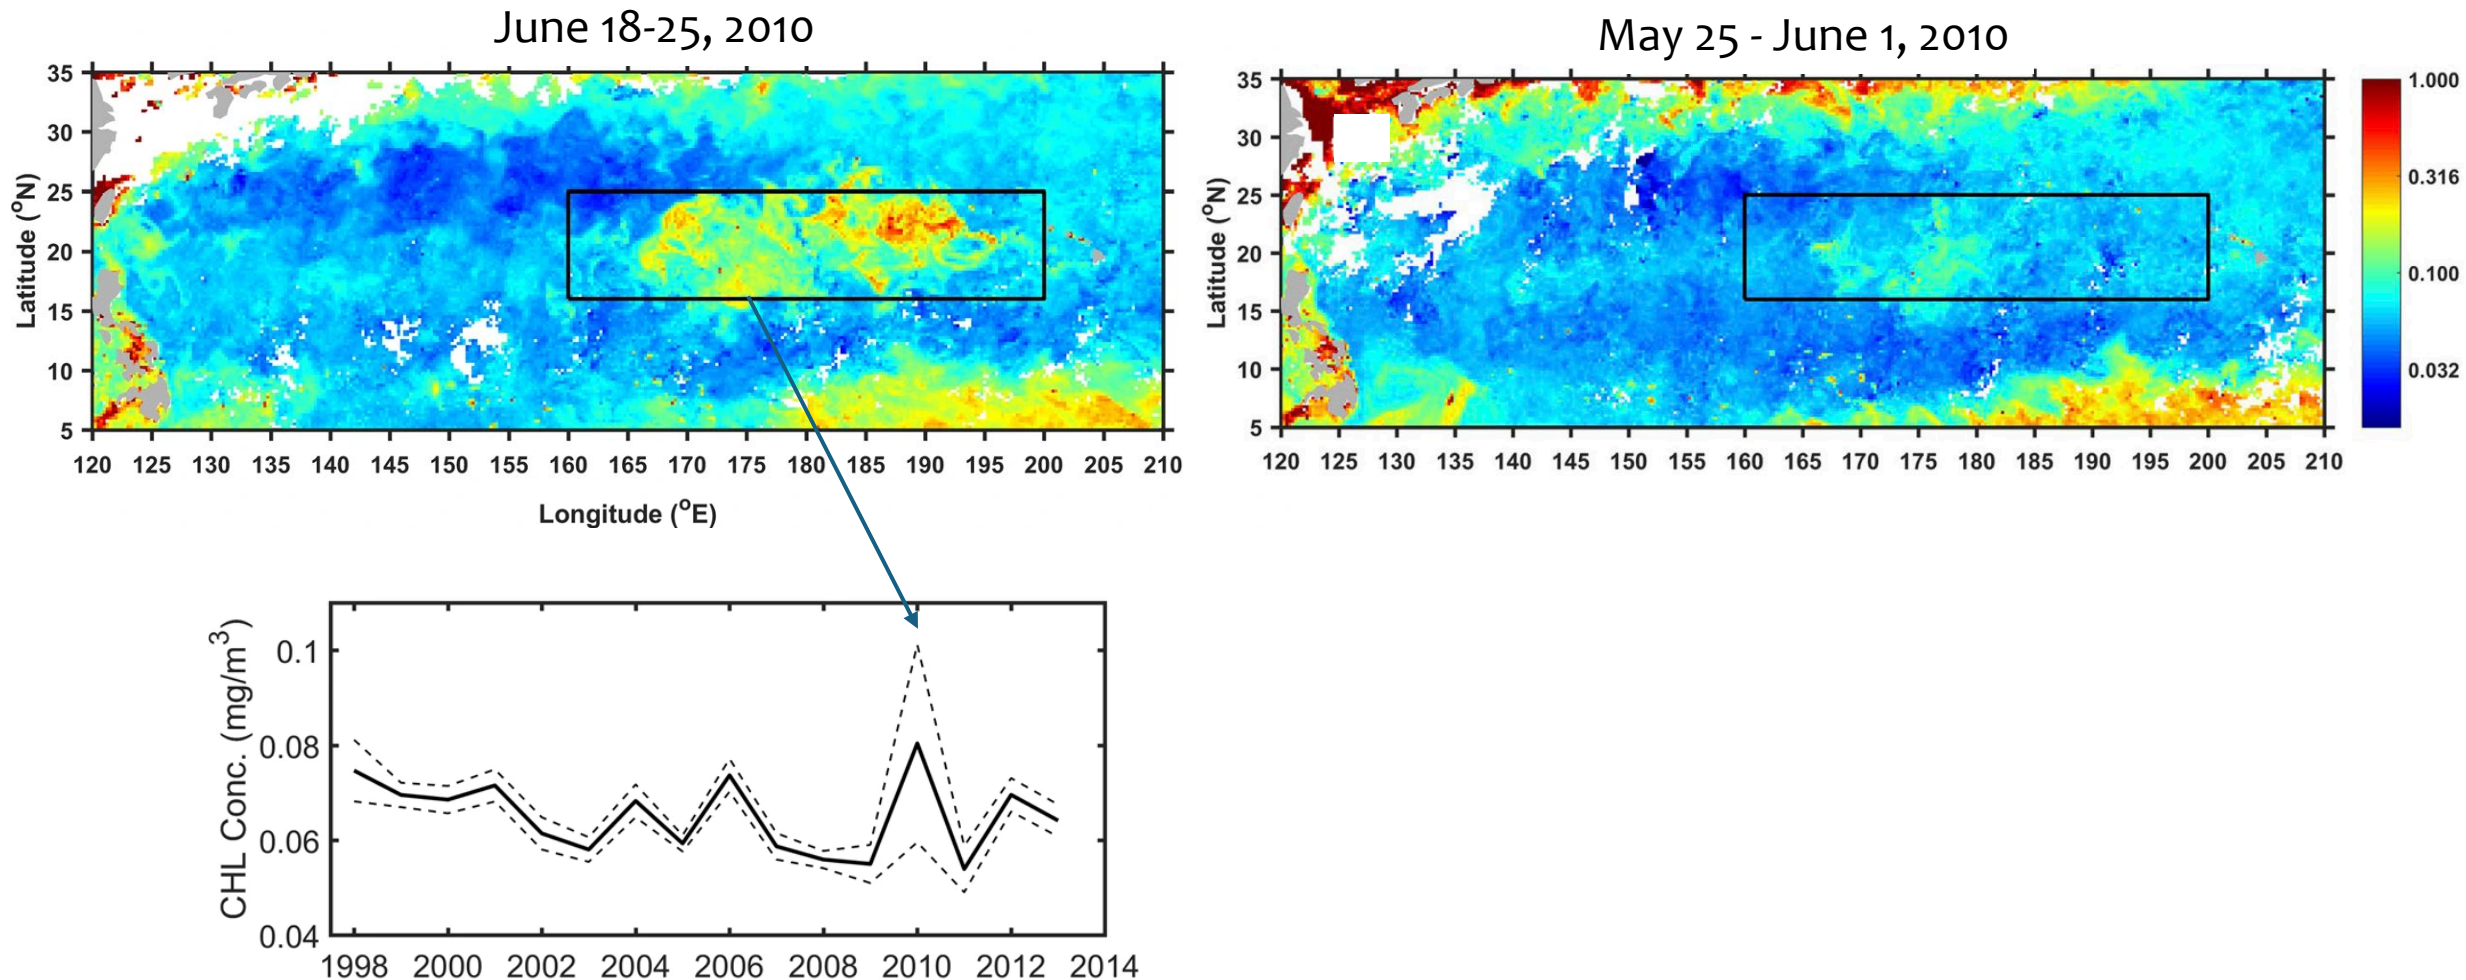 June 18-25, 2010
May 25 - June 1, 2010
35
30
25
20
15
10
5
Latitude (°N)
120 125 130 135 140 145 150 155 160 165 170 175 180 185 190 195 200 205 210
Longitude (°E)
35
30
25
20
15
10
5
Latitude (°N)
120 125 130 135 140 145 150 155 160 165 170 175 180 185 190 195 200 205 210
1.000
0.316
0.100
0.032
CHL Conc. (mg/m³)
0.1
0.08
0.06
0.04
1998 2000 2002 2004 2006 2008 2010 2012 2014